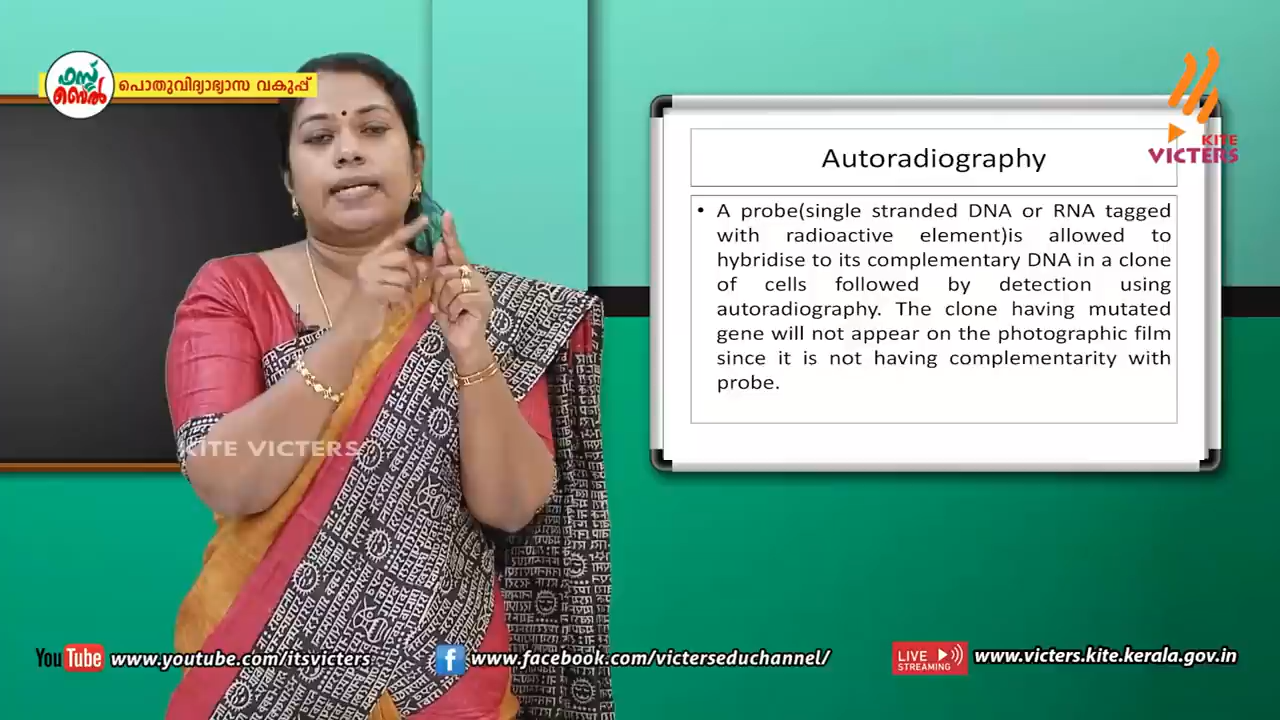 ഫസ്റ്റ്
ബെൽ
പൊതുവിദ്യാഭ്യാസ വകുപ്പ്
KITE
VICTERS
Autoradiography
• A probe(single stranded DNA or RNA tagged
with radioactive element)is allowed to
hybridise to its complementary DNA in a clone
of cells followed by detection using
autoradiography. The clone having mutated
gene will not appear on the photographic film
since it is not having complementarity with
probe.
KITE VICTERS
YouTube www.youtube.com/itsvicters
f www.facebook.com/victerseduchannel/
LIVE
STREAMING
www.victers.kite.kerala.gov.in